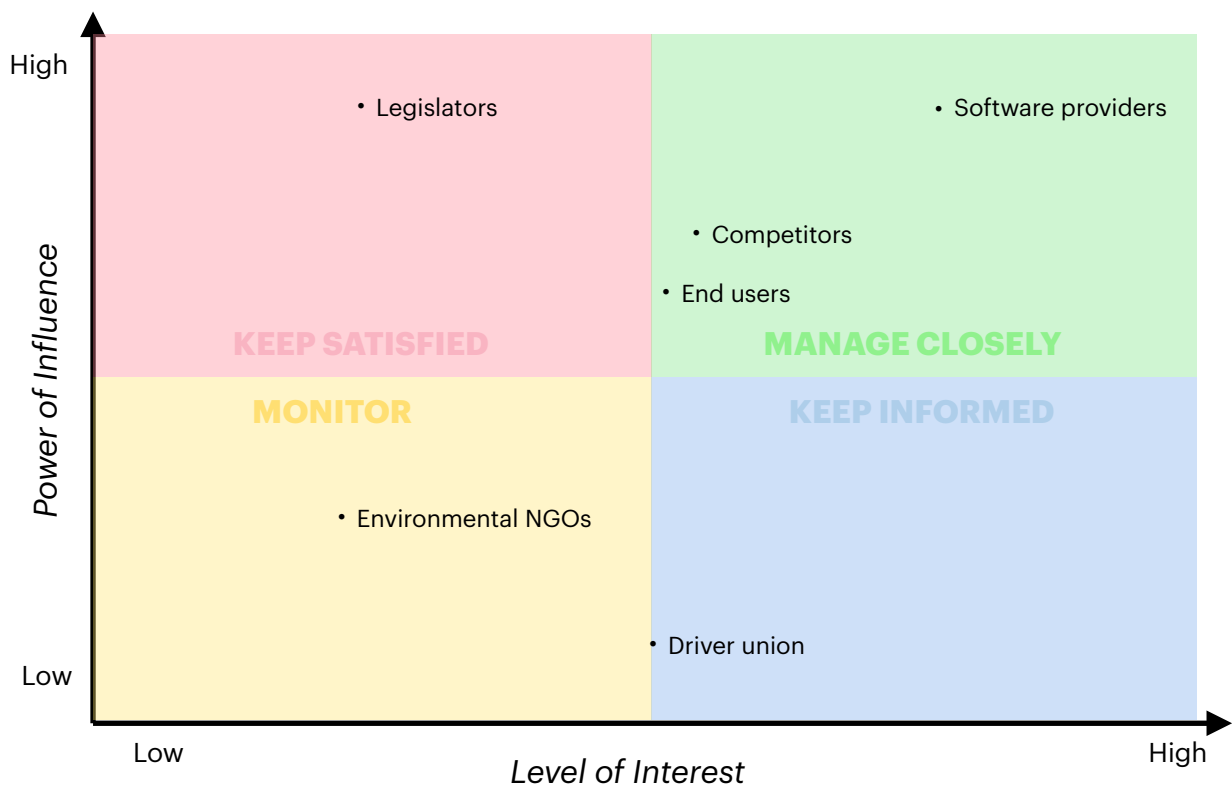 High
• Legislators
• Software providers
• Competitors
• End users
Power of Influence
KEEP SATISFIED
MANAGE CLOSELY
MONITOR
KEEP INFORMED
• Environmental NGOs
• Driver union
Low
Low
Level of Interest
High